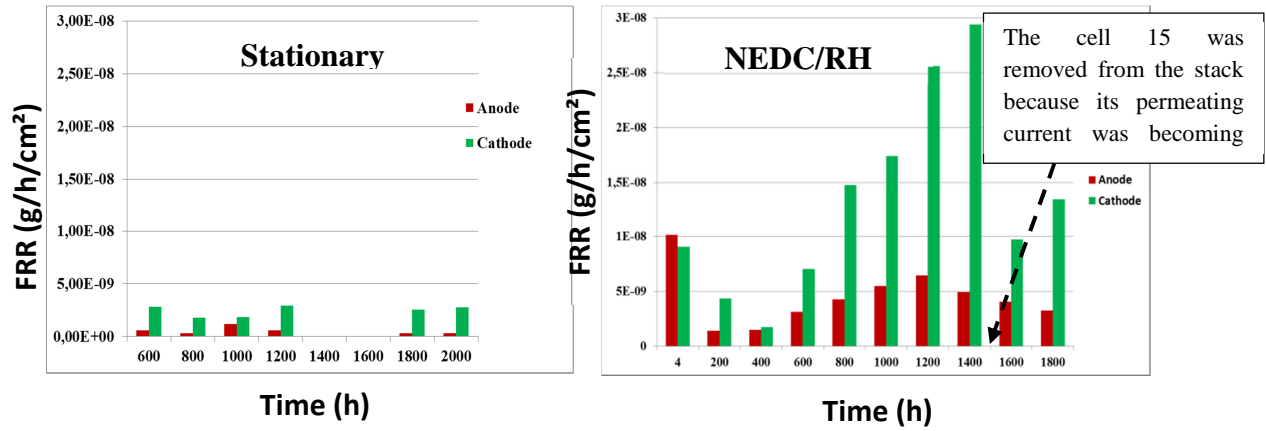 3,00E-08
2,50E-08
2,00E-08
1,50E-08
1,00E-08
5,00E-09
0,00E+00
FRR (g/h/cm²)
Stationary
Anode
Cathode
600 800 1000 1200 1400 1600 1800 2000
Time (h)
3E-08
2,5E-08
2E-08
1,5E-08
1E-08
5E-09
0
FRR (g/h/cm²)
NEDC/RH
The cell 15 was
removed from the stack
because its permeating
current was becoming
Anode
Cathode
4 200 400 600 800 1000 1200 1400 1600 1800
Time (h)